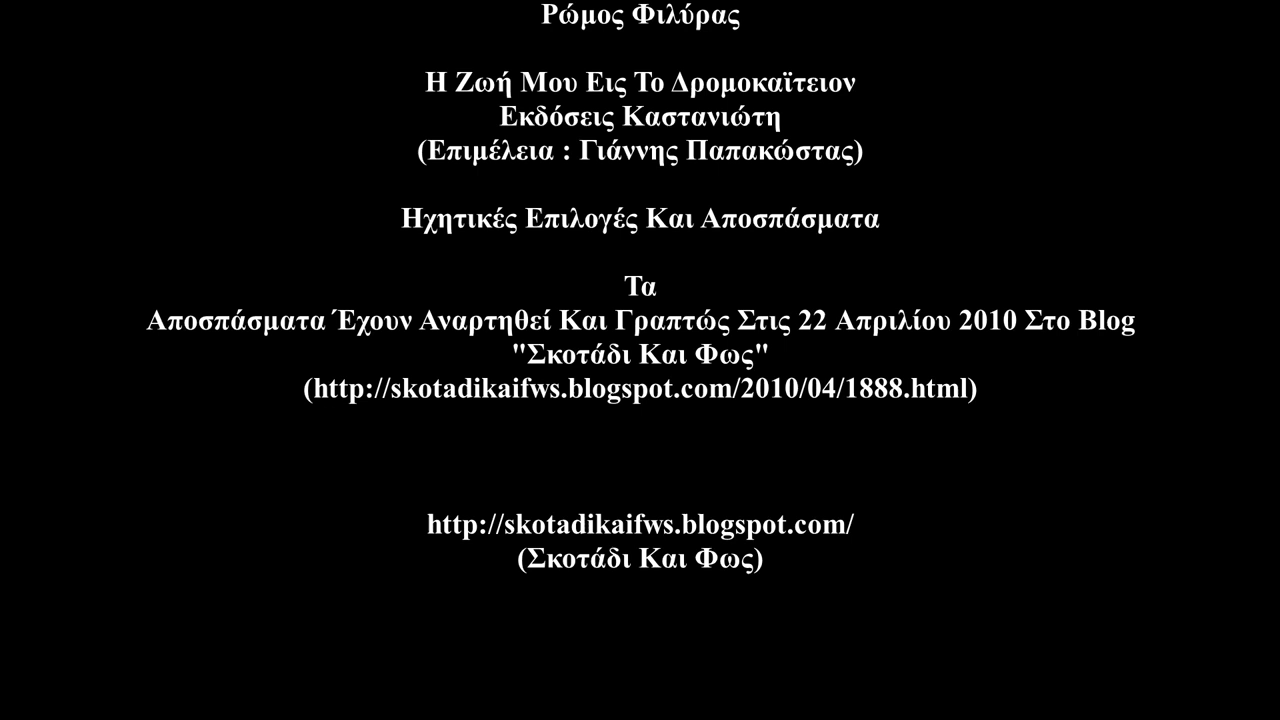 Ρώμος Φιλύρας
Η Ζωή Μου Εις Το Δρομοκαϊτειον
Εκδόσεις Καστανιώτη
(Επιμέλεια : Γιάννης Παπακώστας)
Ηχητικές Επιλογές Και Αποσπάσματα
Τα
Αποσπάσματα Έχουν Αναρτηθεί Και Γραπτώς Στις 22 Απριλίου 2010 Στο Blog
"Σκοτάδι Και Φως"
(http://skotadikaifws.blogspot.com/2010/04/1888.html)
http://skotadikaifws.blogspot.com/
(Σκοτάδι Και Φως)